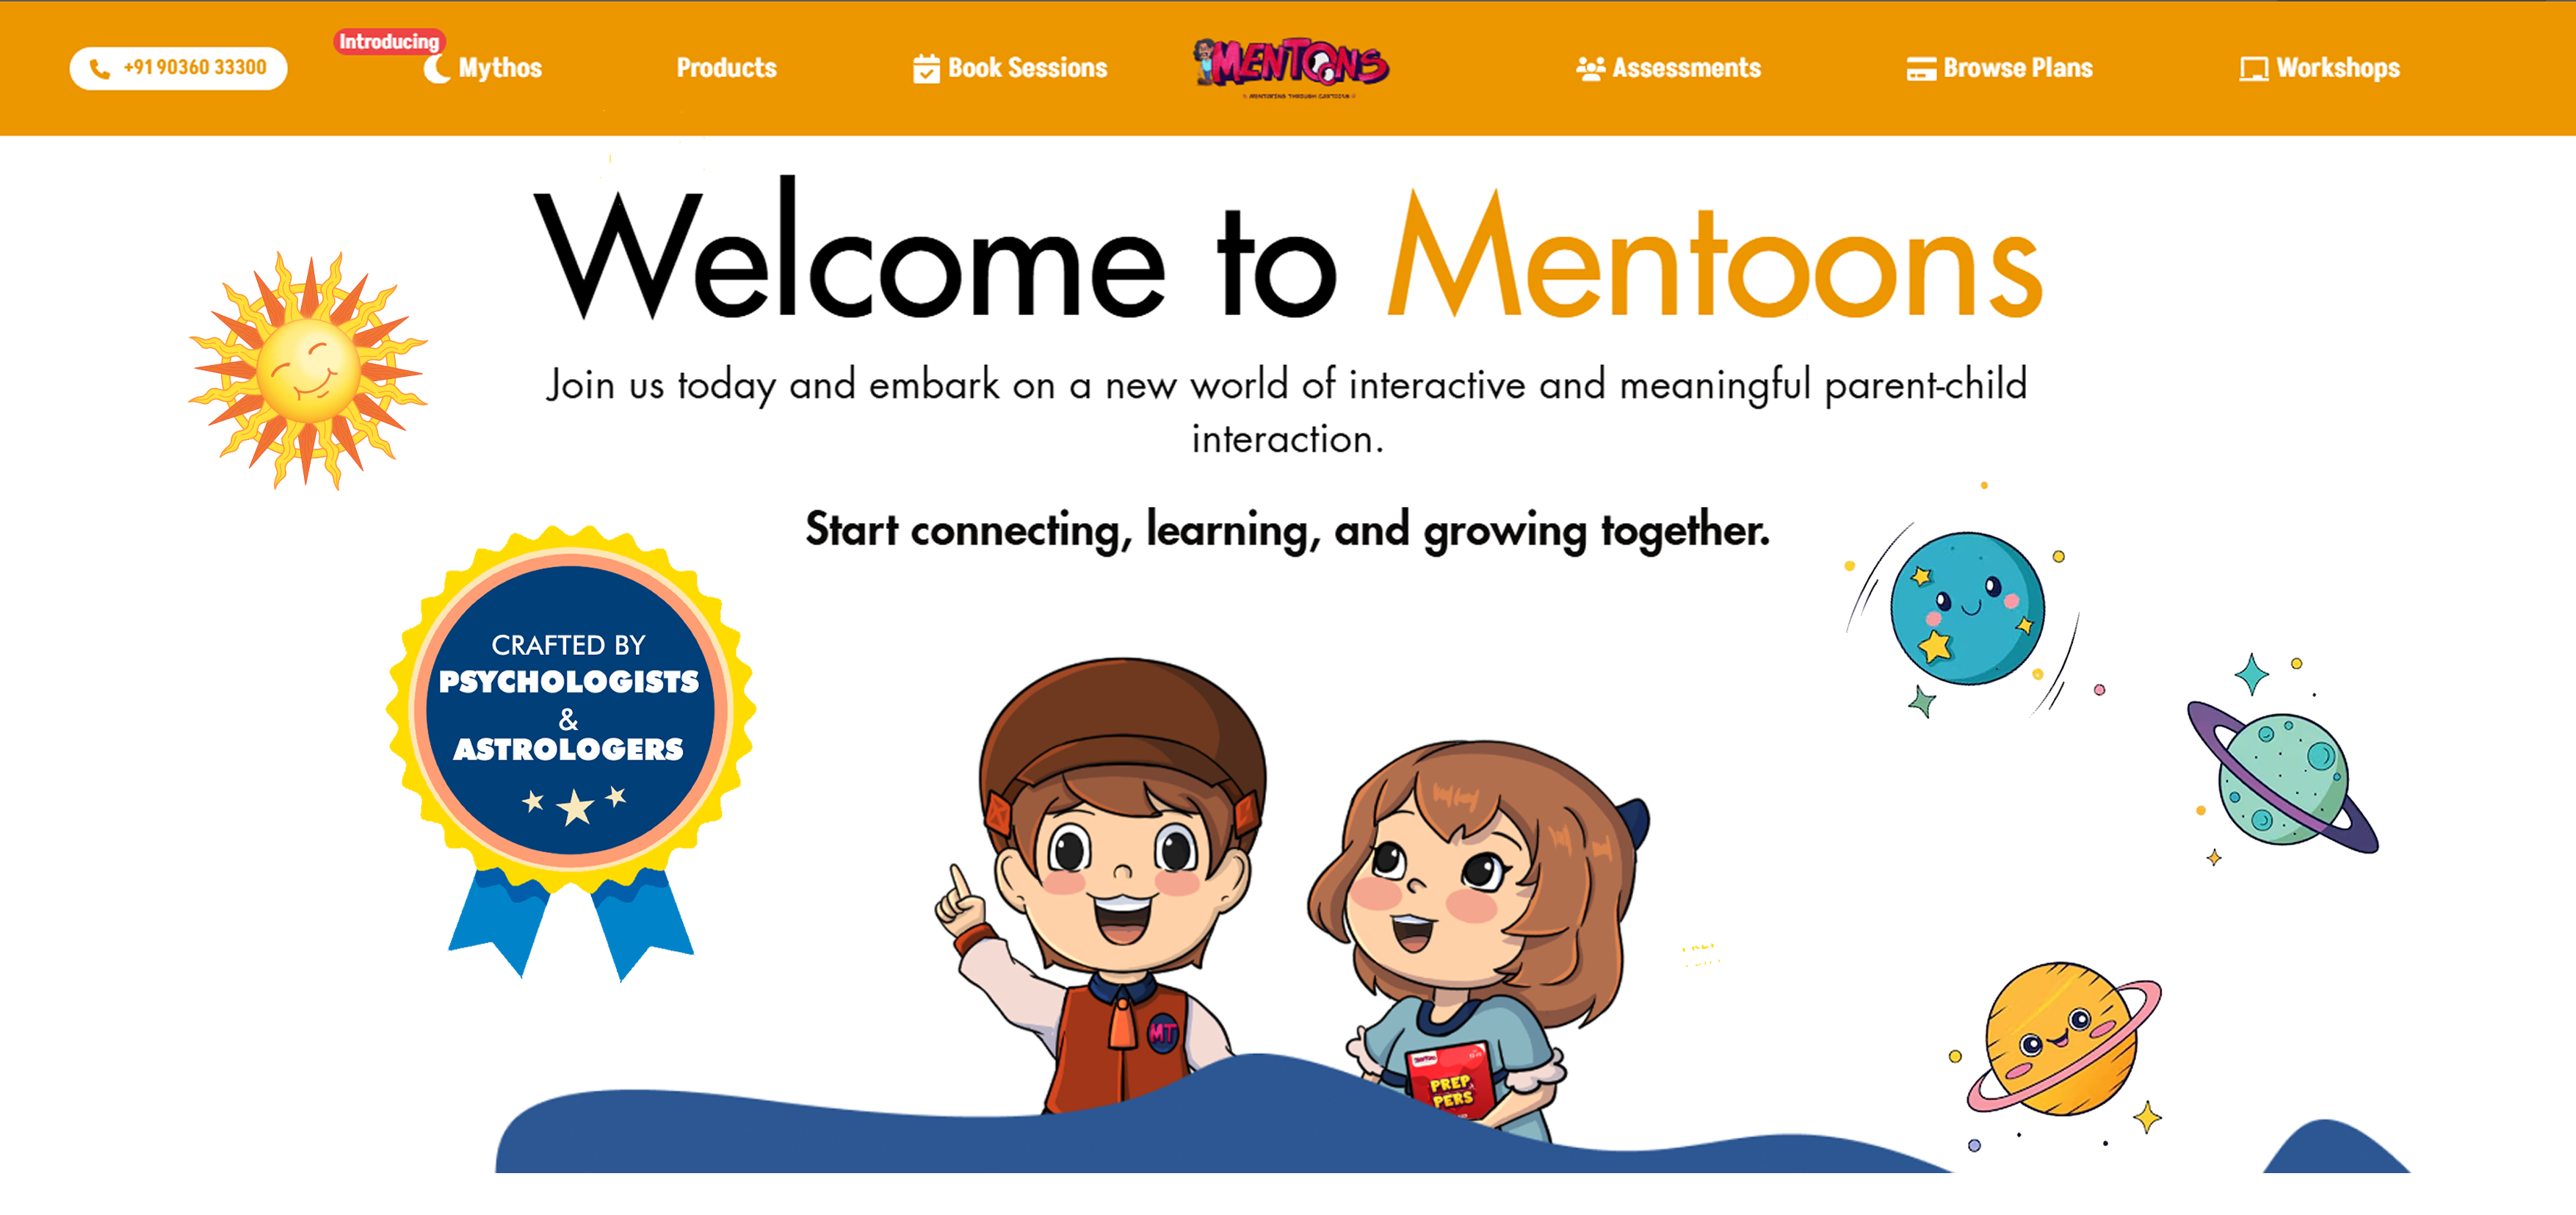 Introducing
+91 90360 33300
Mythos
Products
Book Sessions
MENTOONS
MENTORING THROUGH CARTOONS
Assessments
Browse Plans
Workshops
Welcome to Mentoons
Join us today and embark on a new world of interactive and meaningful parent-child
interaction.
Start connecting, learning, and growing together.
CRAFTED BY
PSYCHOLOGISTS
&
ASTROLOGERS
MT
PREP
PERS